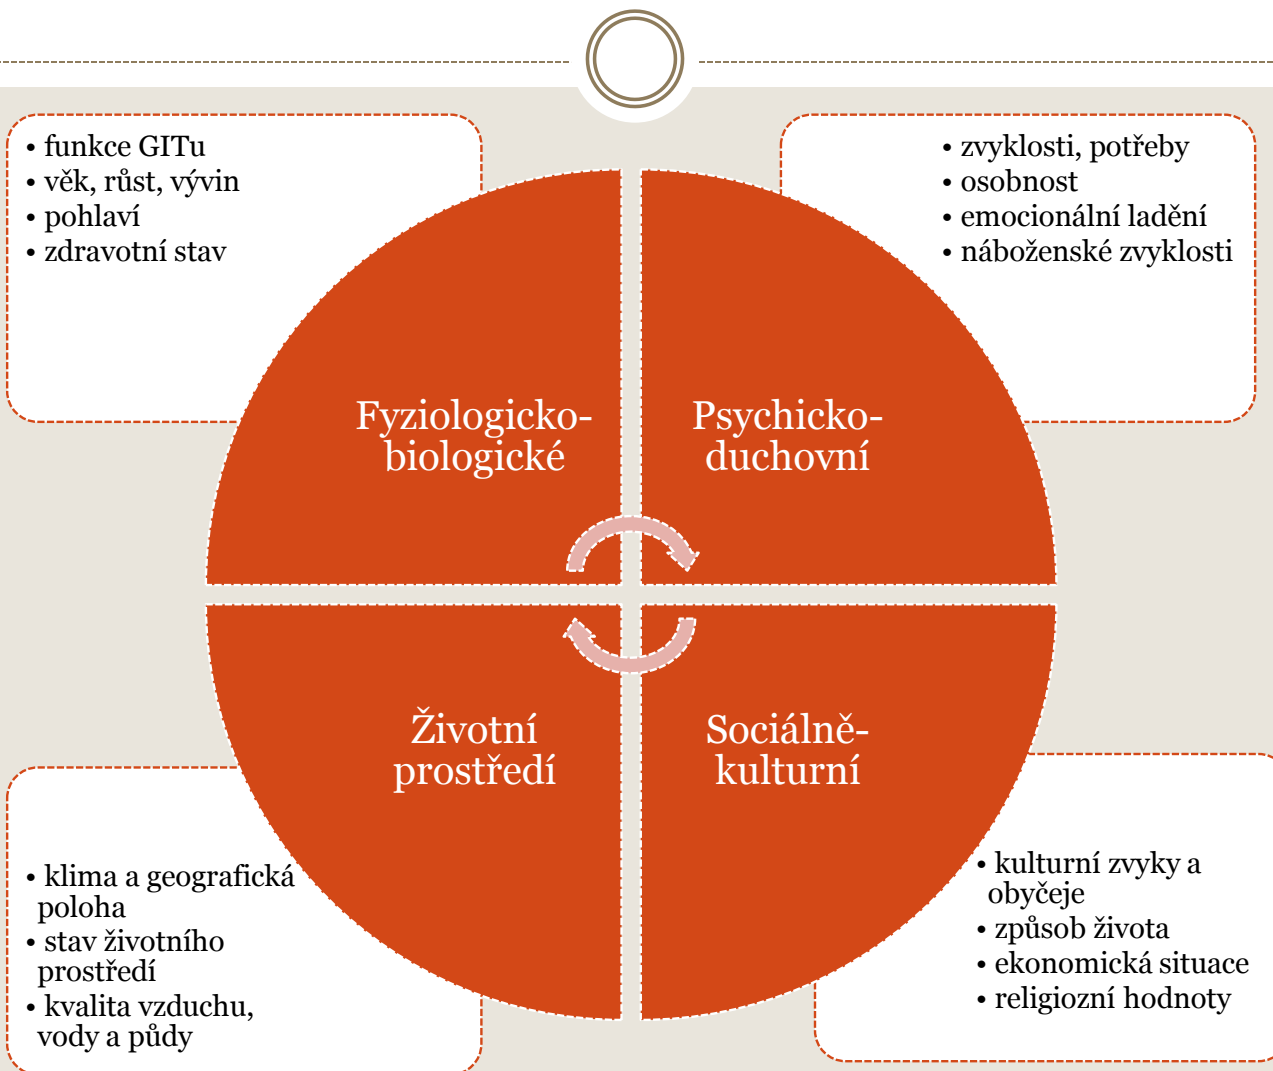 • funkce GITu
• věk, růst, vývin
• pohlaví
• zdravotní stav
• zvyklosti, potřeby
• osobnost
• emocionální ladění
• náboženské zvyklosti
Fyziologicko-
biologické
Psychicko-
duchovní
Životní
prostředí
Sociálně-
kulturní
• klima a geografická
poloha
• stav životního
prostředí
• kvalita vzduchu,
vody a půdy
• kulturní zvyky a
obyčeje
• způsob života
• ekonomická situace
• religiozní hodnoty